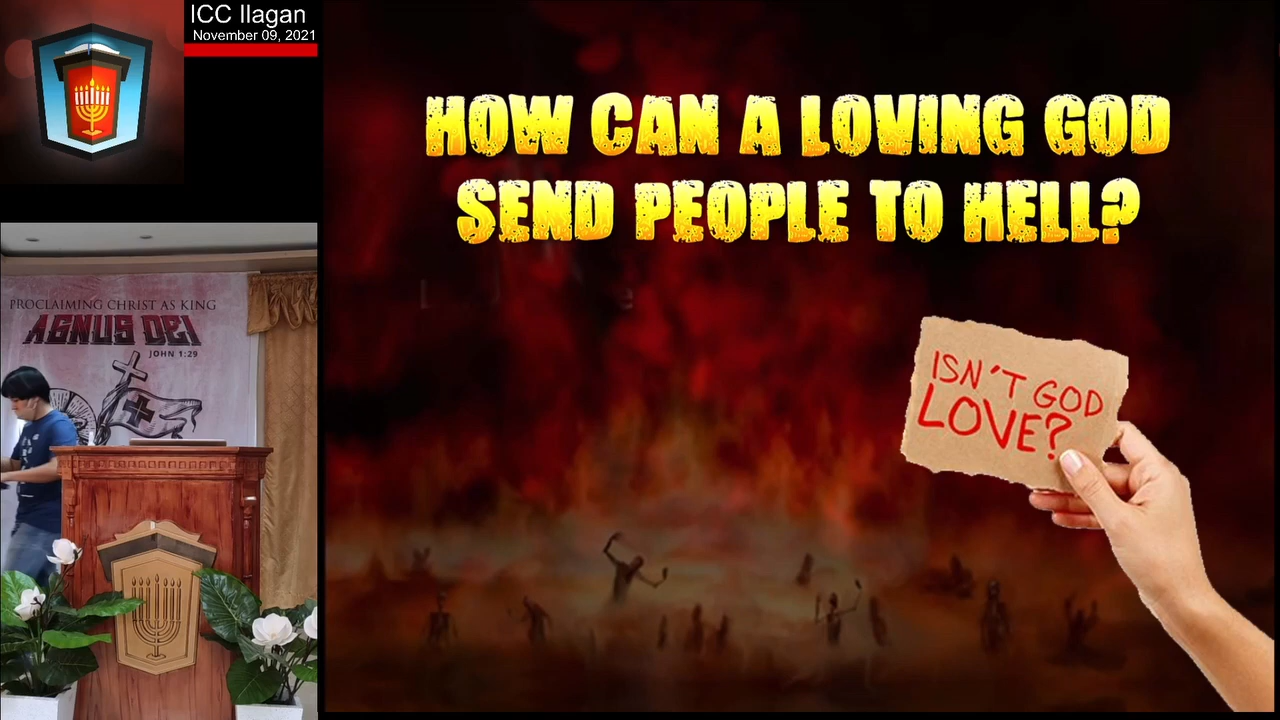 ICC Ilagan
November 09, 2021
HOW CAN A LOVING GOD
SEND PEOPLE TO HELL?
PROCLAIMING CHRIST AS KING
AGNUS DEI
JOHN 1:29
ISN'T GOD
LOVE?